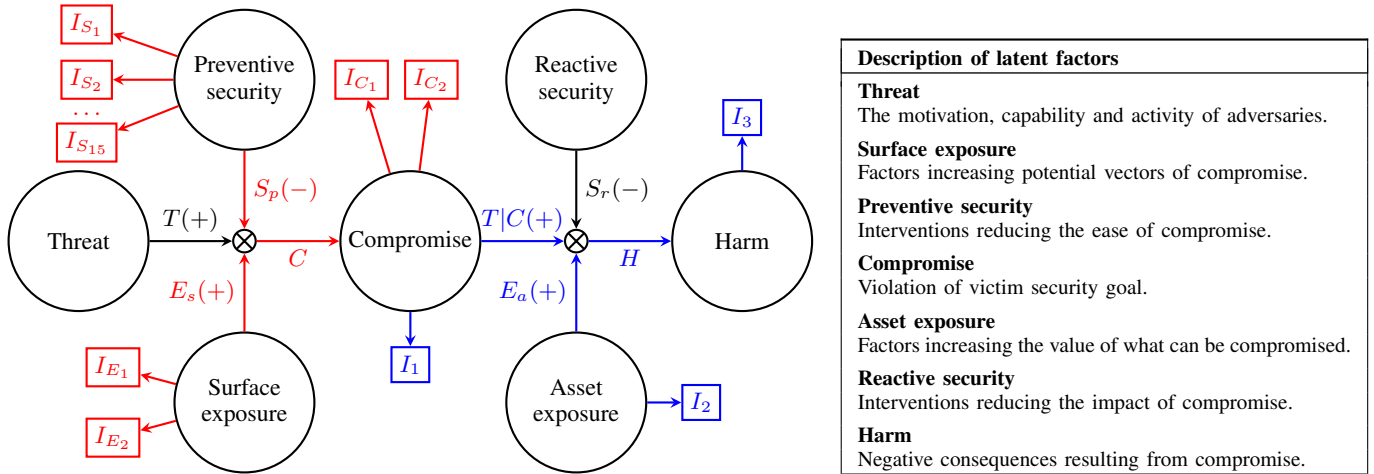 I_{S_1}
I_{S_2}
...
I_{S_{15}}
Preventive
security
I_{C_1}
I_{C_2}
Reactive
security
I_3
S_p(−)
S_r(−)
Threat
T(+)
⊗
C
Compromise
T|C(+)
⊗
H
Harm
E_s(+)
E_a(+)
I_{E_1}
I_{E_2}
Surface
exposure
I_1
Asset
exposure
I_2
Description of latent factors
Threat
The motivation, capability and activity of adversaries.
Surface exposure
Factors increasing potential vectors of compromise.
Preventive security
Interventions reducing the ease of compromise.
Compromise
Violation of victim security goal.
Asset exposure
Factors increasing the value of what can be compromised.
Reactive security
Interventions reducing the impact of compromise.
Harm
Negative consequences resulting from compromise.